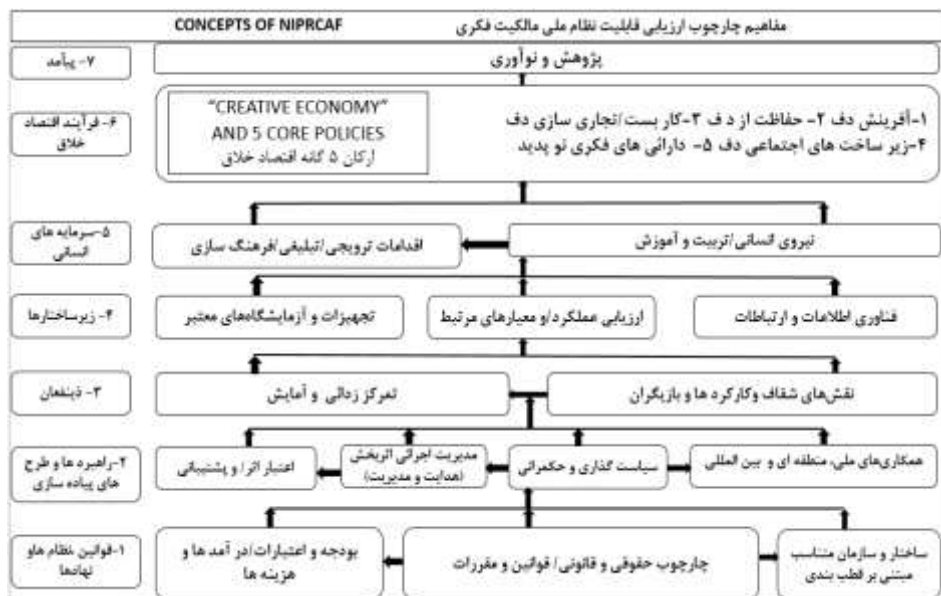 مفاهیم چارچوب ارزیابی قابلیت نظام ملی مالکیت فکری CONCEPTS OF NIPRCAF
۷- پیآمد
پژوهش و نوآوری
۶- فرآیند اقتصاد
خلاق
"CREATIVE ECONOMY"
AND 5 CORE POLICIES
ارکان ۵ گانه اقتصاد خلاق
۱-آفرینش دف ۲- حفاظت از د ف ۳-کار بست/تجاری سازی دف
۴-زیر ساخت های اجتماعی دف ۵- دارائی های فکری نو پدید
۵-سرمایه های
انسانی
نیروی انسانی/تربیت و آموزش
اقدامات ترویجی/تبلیغی/فرهنگ سازی
۴- زیرساختارها
فناوری اطلاعات و ارتباطات
ارزیابی عملکرد/و معیارهای مرتبط
تجهیزات و آزمایشگاه‌های معتبر
۳- ذینفعان
نقش‌های شفاف وکارکرد ها و بازیگران
تمرکز زدائی و آمایش
۲-راهبرد ها و طرح
های پیاده سازی
همکاری‌های ملی، منطقه ای و بین المللی
سیاست گذاری و حکمرانی
مدیریت اجرائی اثربخش
(هدایت و مدیریت)
اعتبار اثر/ و پشتیبانی
۱-قوانین ،نظام هاو
نهادها
ساختار و سازمان متناسب
مبتنی بر قطب بندی
چارچوب حقوقی و قانونی/ قوانین و مقررات
بودجه و اعتبارات/در آمد ها و
هزینه ها